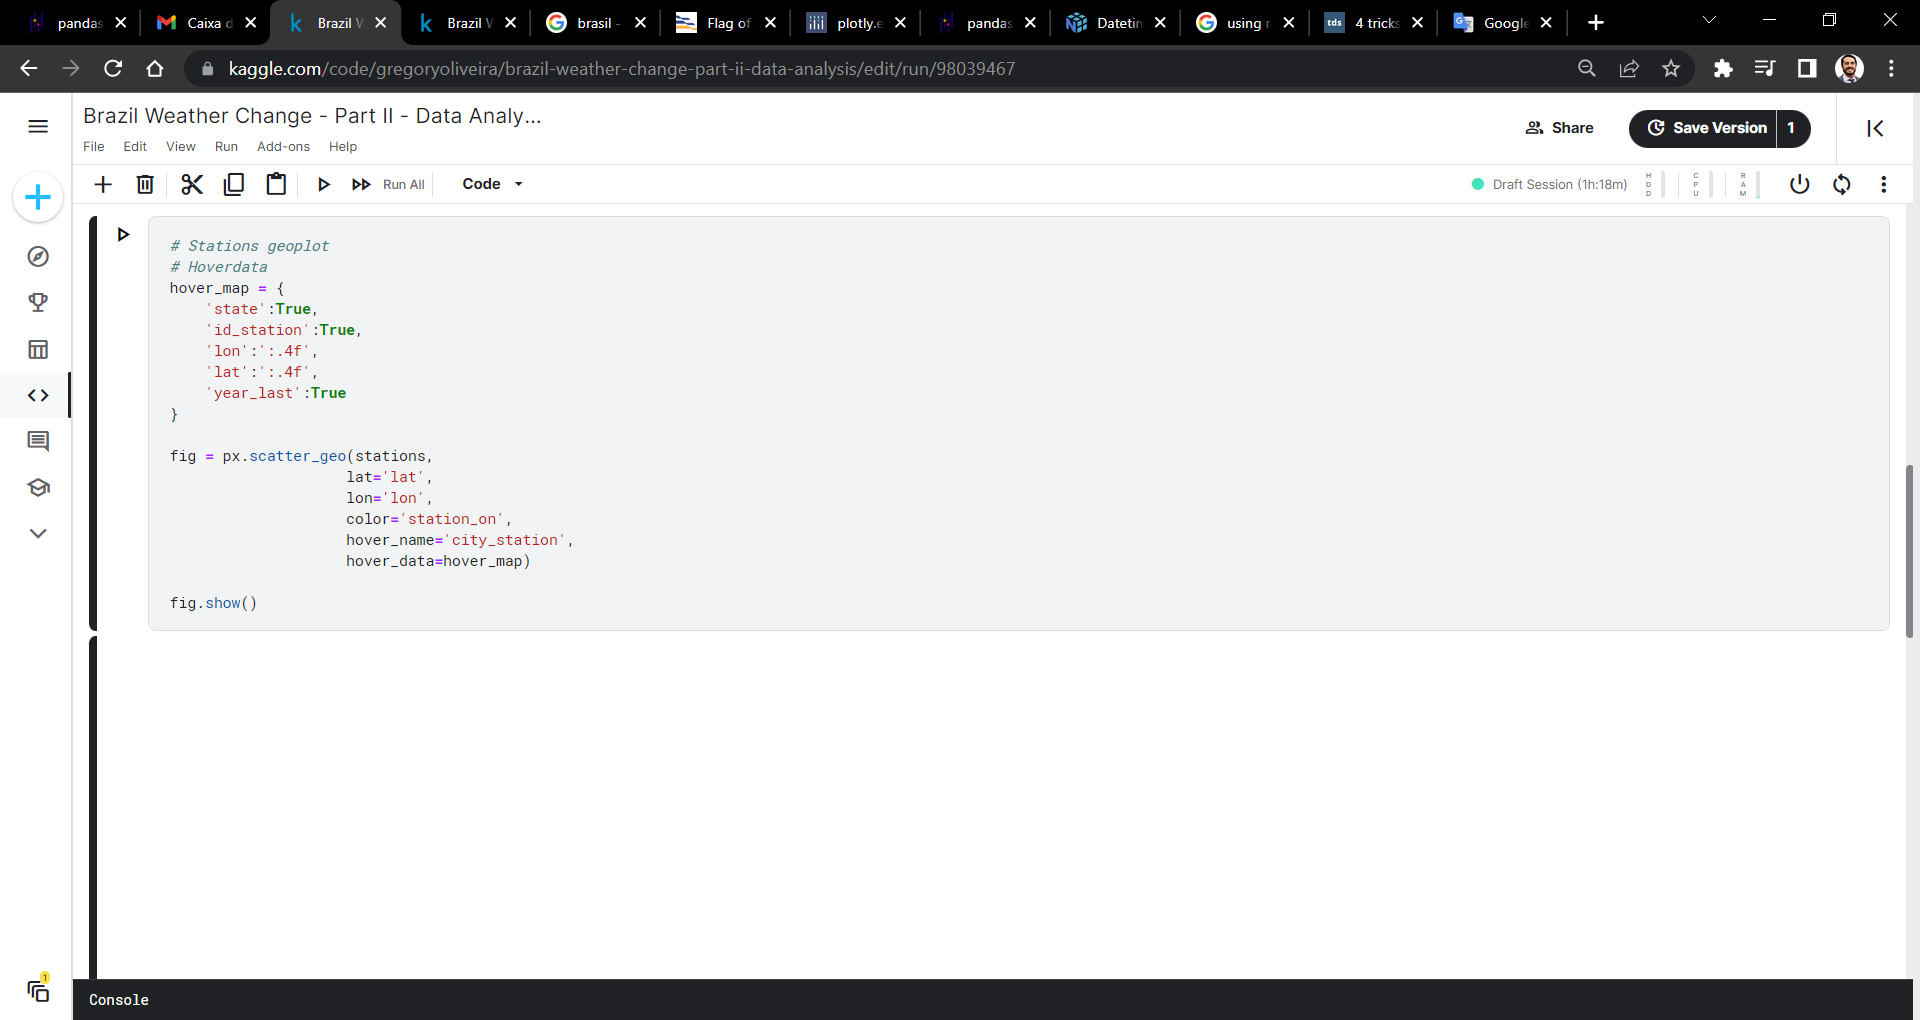 pandas
Caixa d
Brazil W
Brazil W
brasil -
Flag of
plotly.e
pandas
Datetim
using r
tds
4 tricks
Google
kaggle.com/code/gregoryoliveira/brazil-weather-change-part-ii-data-analysis/edit/run/98039467
Brazil Weather Change - Part II - Data Analy...
Share
Save Version
1
File Edit View Run Add-ons Help
Run All
Code
Draft Session (1h:18m)
HDD
CPU
RAM
# Stations geoplot
# Hoverdata
hover_map = {
    'state':True,
    'id_station':True,
    'lon':':.4f',
    'lat':':.4f',
    'year_last':True
}
fig = px.scatter_geo(stations,
                    lat='lat',
                    lon='lon',
                    color='station_on',
                    hover_name='city_station',
                    hover_data=hover_map)
fig.show()
1
Console